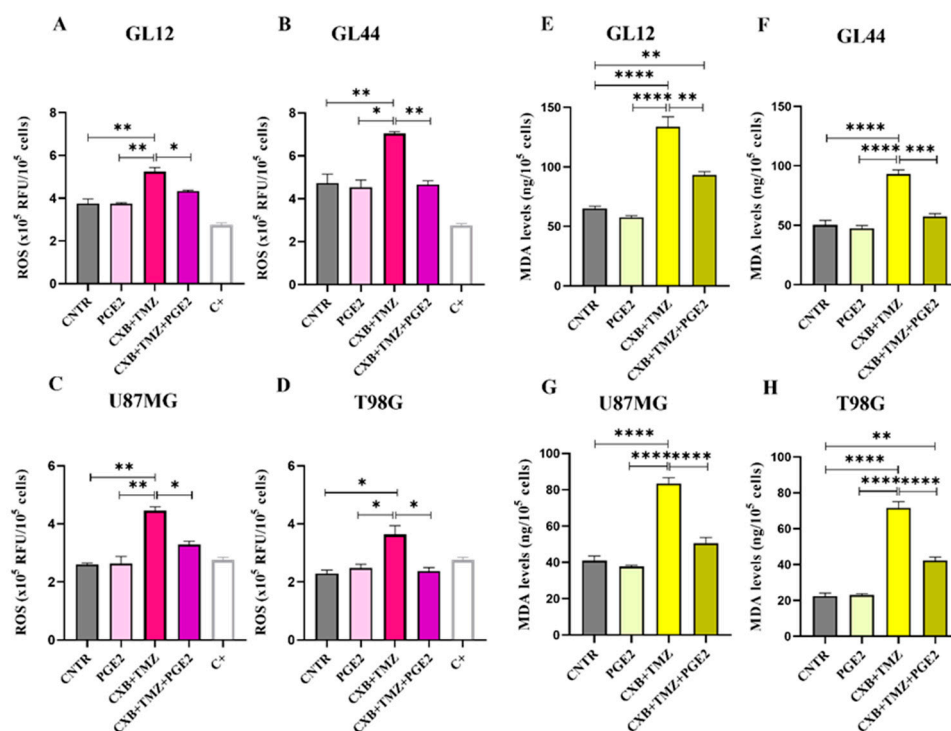 A
GL12
ROS (x10⁵ RFU/10⁵ cells)
8
6
4
2
0
**
**
*
CNTR
PGE2
CXB+TMZ
CXB+TMZ+PGE2
C+
B
GL44
ROS (x10⁵ RFU/10⁵ cells)
8
6
4
2
0
**
*
**
CNTR
PGE2
CXB+TMZ
CXB+TMZ+PGE2
C+
E
GL12
MDA levels (ng/10⁵ cells)
150
100
50
0
**
****
****
**
CNTR
PGE2
CXB+TMZ
CXB+TMZ+PGE2
F
GL44
MDA levels (ng/10⁵ cells)
150
100
50
0
****
****
***
CNTR
PGE2
CXB+TMZ
CXB+TMZ+PGE2
C
U87MG
ROS (x10⁵ RFU/10⁵ cells)
6
4
2
0
**
**
*
CNTR
PGE2
CXB+TMZ
CXB+TMZ+PGE2
C+
D
T98G
ROS (x10⁵ RFU/10⁵ cells)
6
4
2
0
*
*
*
CNTR
PGE2
CXB+TMZ
CXB+TMZ+PGE2
C+
G
U87MG
MDA levels (ng/10⁵ cells)
100
80
60
40
20
0
****
****
****
CNTR
PGE2
CXB+TMZ
CXB+TMZ+PGE2
H
T98G
MDA levels (ng/10⁵ cells)
100
80
60
40
20
0
**
****
****
****
CNTR
PGE2
CXB+TMZ
CXB+TMZ+PGE2